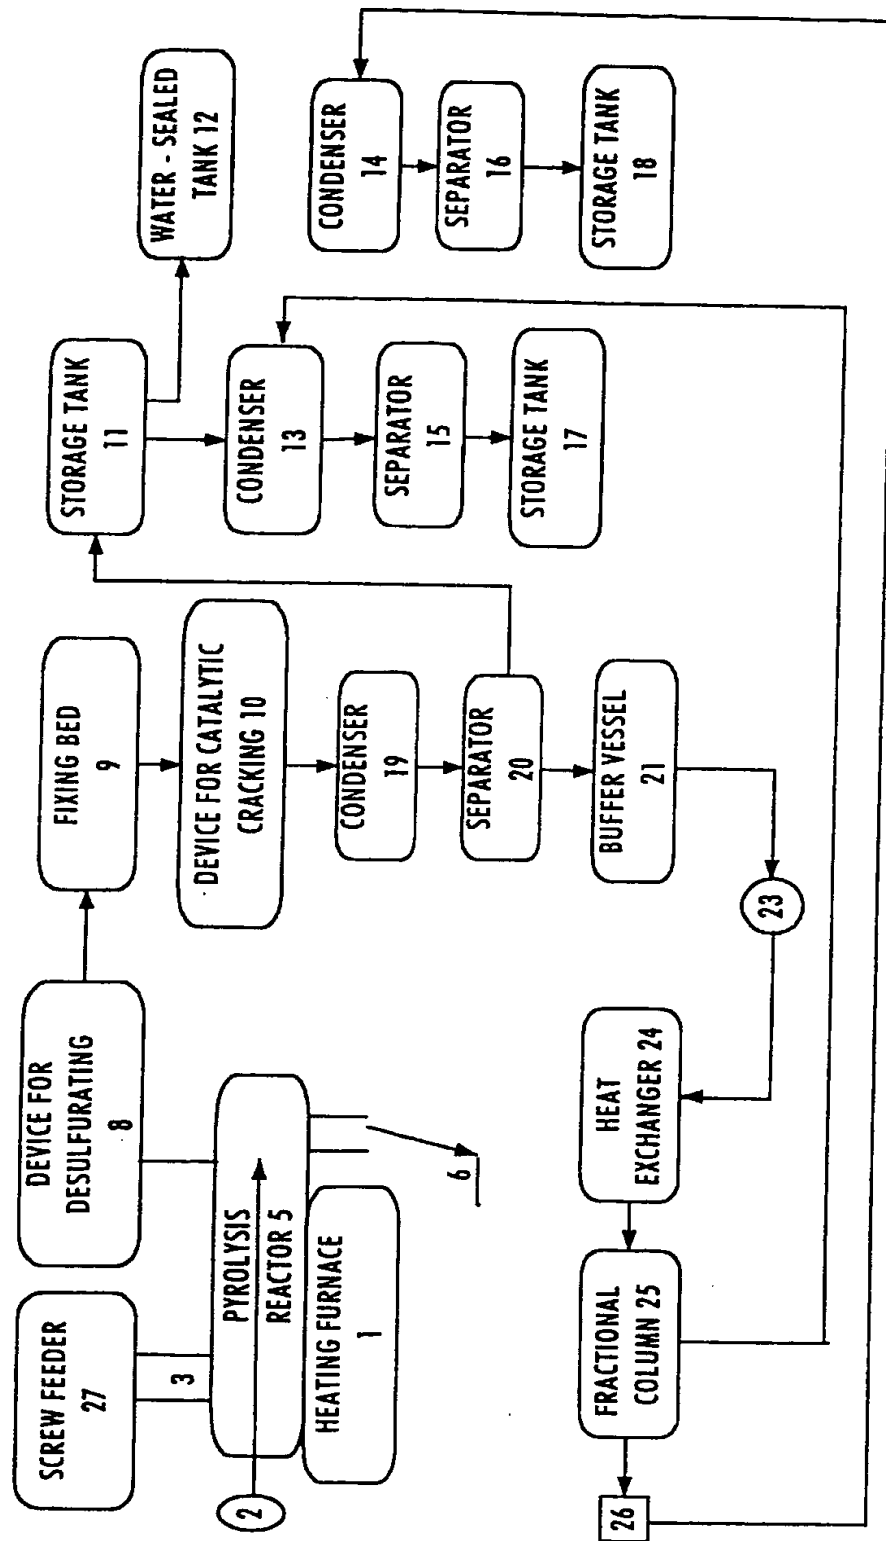 SCREW FEEDER
27
3
2
PYROLYSIS
REACTOR 5
HEATING FURNACE
1
6
DEVICE FOR
DESULFURATING
8
FIXING BED
9
DEVICE FOR CATALYTIC
CRACKING 10
CONDENSER
19
SEPARATOR
20
BUFFER VESSEL
21
23
HEAT
EXCHANGER 24
FRACTIONAL
COLUMN 25
26
STORAGE TANK
11
WATER - SEALED
TANK 12
CONDENSER
13
SEPARATOR
15
STORAGE TANK
17
CONDENSER
14
SEPARATOR
16
STORAGE TANK
18